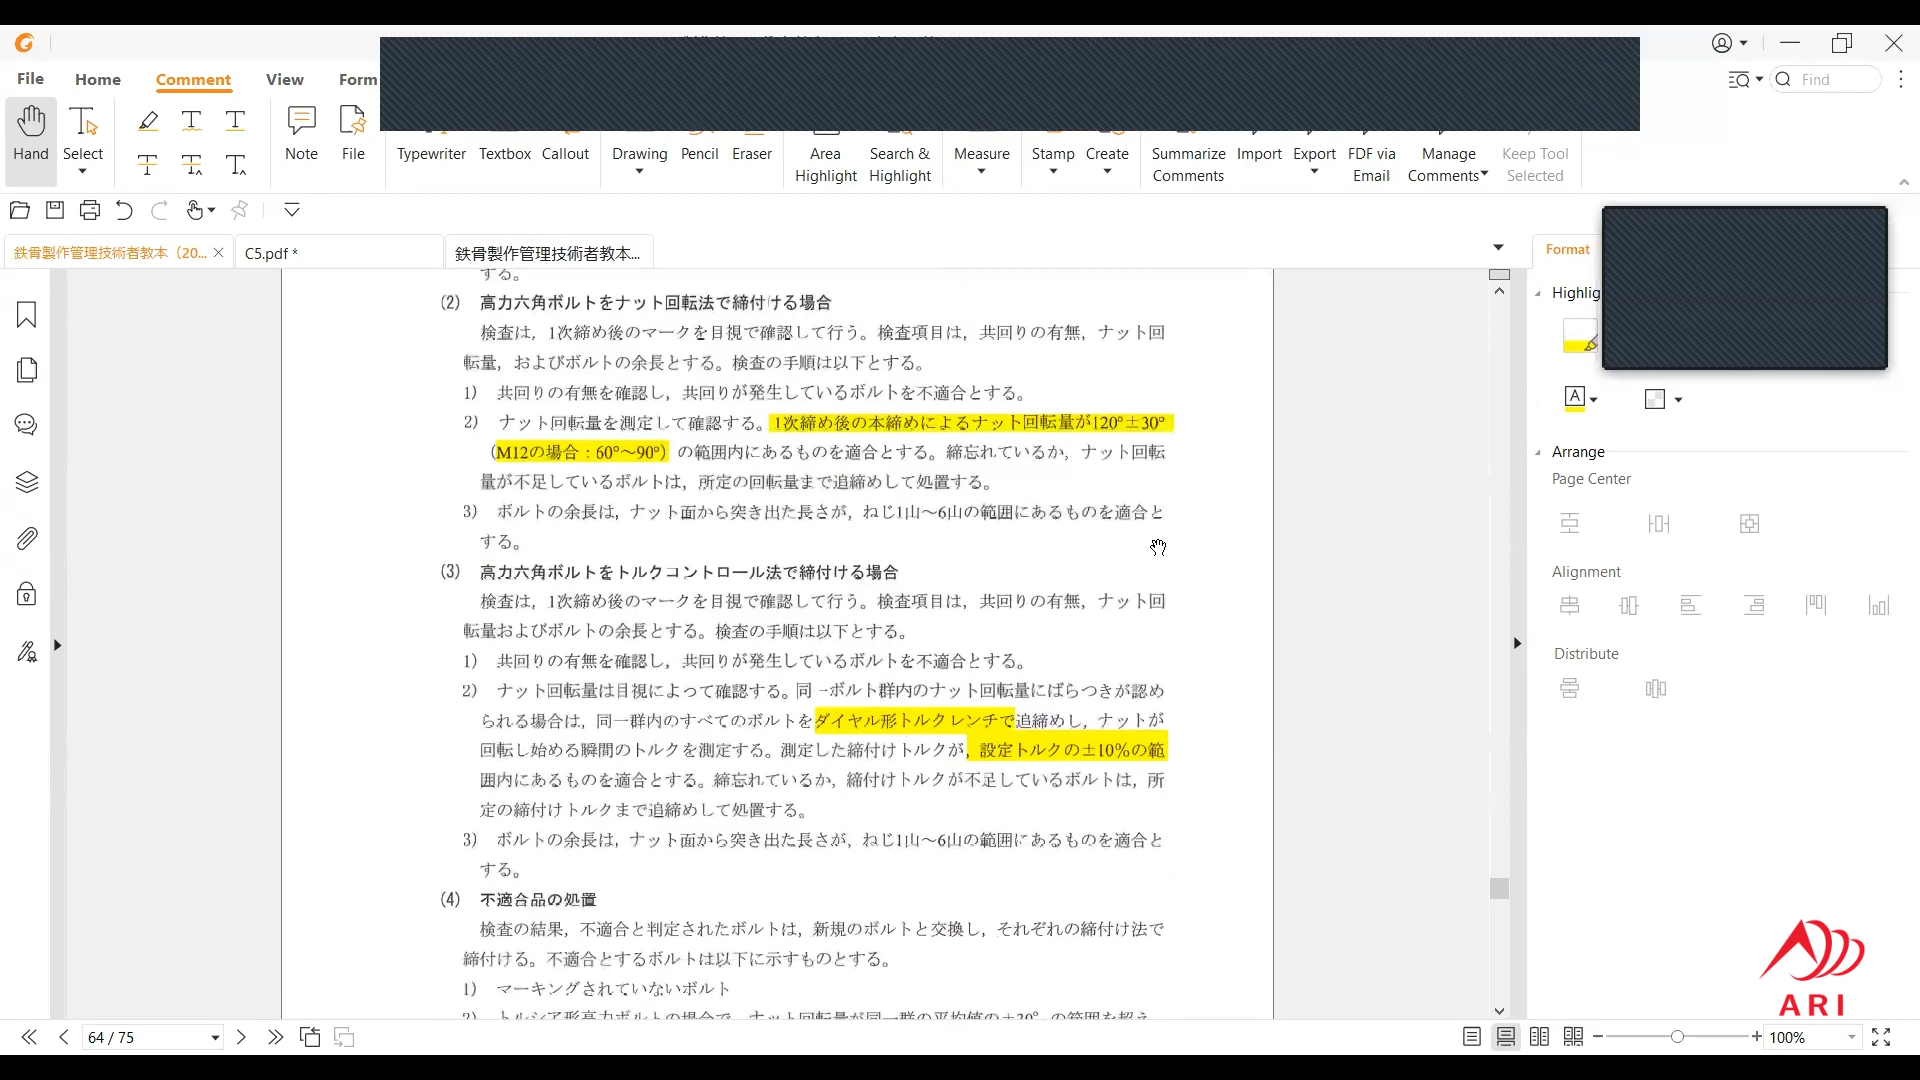 File
Home
Comment
View
Form
Find
Hand
Select
Note
File
Typewriter
Textbox
Callout
Drawing
Pencil
Eraser
Area
Highlight
Search &
Highlight
Measure
Stamp
Create
Summarize
Comments
Import
Export
FDF via
Email
Manage
Comments
Keep Tool
Selected
鉄骨製作管理技術者教本（20...
C5.pdf *
鉄骨製作管理技術者教本...
する。
(2) 高力六角ボルトをナット回転法で締付ける場合
検査は，1次締め後のマークを目視で確認して行う。検査項目は，共回りの有無，ナット回
転量，およびボルトの余長とする。検査の手順は以下とする。
1) 共回りの有無を確認し，共回りが発生しているボルトを不適合とする。
2) ナット回転量を測定して確認する。1次締め後の本締めによるナット回転量が120°±30°
（M12の場合：60°～90°）の範囲内にあるものを適合とする。締忘れているか，ナット回転
量が不足しているボルトは，所定の回転量まで追締めして処置する。
3) ボルトの余長は，ナット面から突き出た長さが，ねじ1山～6山の範囲にあるものを適合と
する。
(3) 高力六角ボルトをトルクコントロール法で締付ける場合
検査は，1次締め後のマークを目視で確認して行う。検査項目は，共回りの有無，ナット回
転量およびボルトの余長とする。検査の手順は以下とする。
1) 共回りの有無を確認し，共回りが発生しているボルトを不適合とする。
2) ナット回転量は目視によって確認する。同一ボルト群内のナット回転量にばらつきが認め
られる場合は，同一群内のすべてのボルトをダイヤル形トルクレンチで追締めし，ナットが
回転し始める瞬間のトルクを測定する。測定した締付けトルクが，設定トルクの±10％の範
囲内にあるものを適合とする。締忘れているか，締付けトルクが不足しているボルトは，所
定の締付けトルクまで追締めして処置する。
3) ボルトの余長は，ナット面から突き出た長さが，ねじ1山～6山の範囲にあるものを適合と
する。
(4) 不適合品の処置
検査の結果，不適合と判定されたボルトは，新規のボルトと交換し，それぞれの締付け法で
締付ける。不適合とするボルトは以下に示すものとする。
1) マーキングされていないボルト
2) トルシア形高力ボルトの場合で，ナット回転量が同一群の平均値の±30°の範囲を超え
Format
Highlig
Arrange
Page Center
Alignment
Distribute
ARI
64 / 75
100%